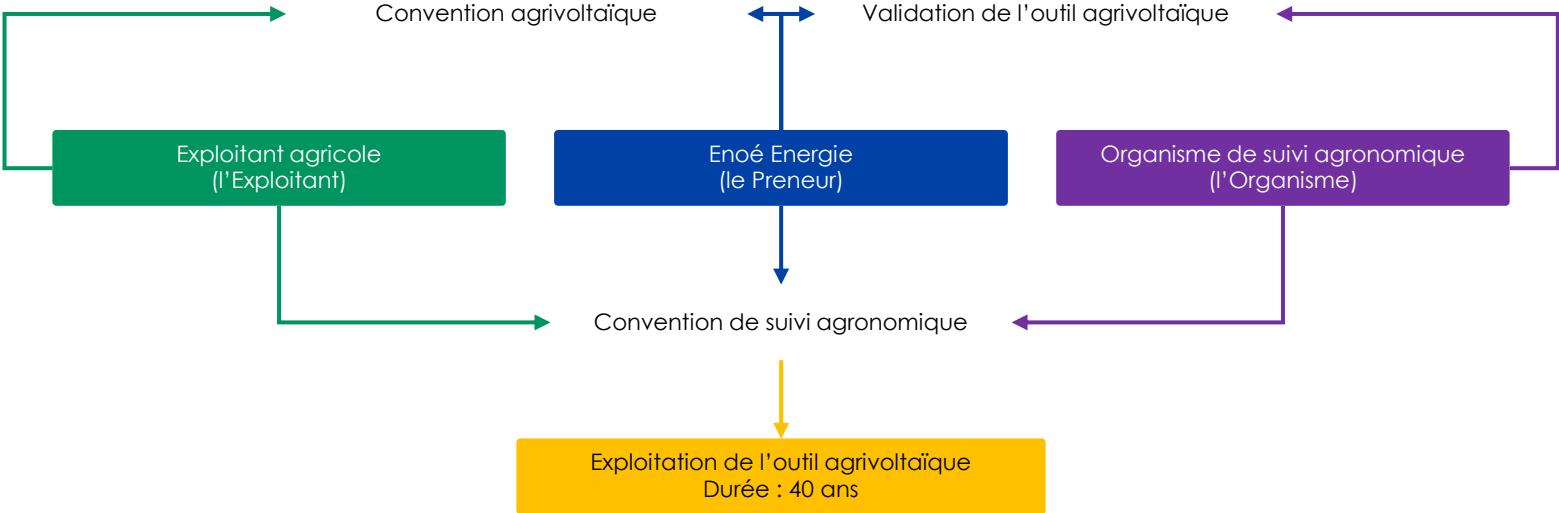 Convention agrivoltaïque
Validation de l’outil agrivoltaïque
Exploitant agricole
(l’Exploitant)
Enoé Energie
(le Preneur)
Organisme de suivi agronomique
(l’Organisme)
Convention de suivi agronomique
Exploitation de l’outil agrivoltaïque
Durée : 40 ans